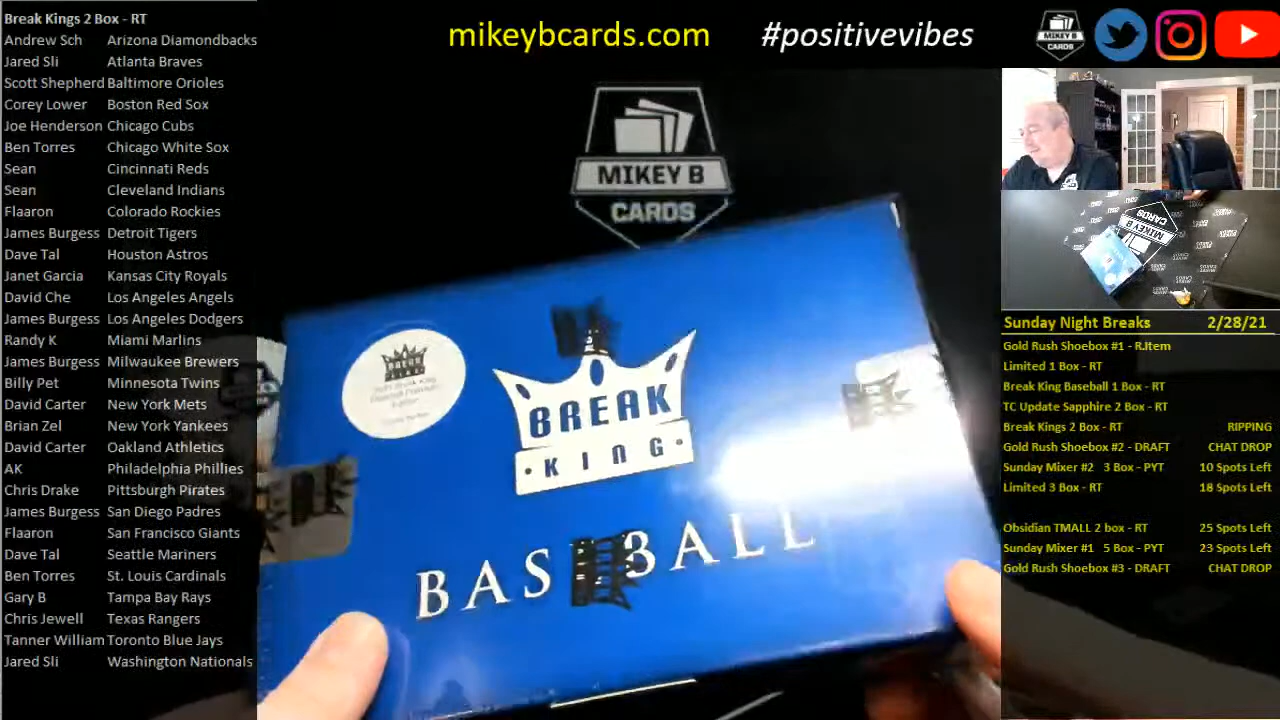 Break Kings 2 Box - RT
Andrew Sch Arizona Diamondbacks
Jared Sli Atlanta Braves
Scott Shepherd Baltimore Orioles
Corey Lower Boston Red Sox
Joe Henderson Chicago Cubs
Ben Torres Chicago White Sox
Sean Cincinnati Reds
Sean Cleveland Indians
Flaaron Colorado Rockies
James Burgess Detroit Tigers
Dave Tal Houston Astros
Janet Garcia Kansas City Royals
David Che Los Angeles Angels
James Burgess Los Angeles Dodgers
Randy K Miami Marlins
James Burgess Milwaukee Brewers
Billy Pet Minnesota Twins
David Carter New York Mets
Brian Zel New York Yankees
David Carter Oakland Athletics
AK Philadelphia Phillies
Chris Drake Pittsburgh Pirates
James Burgess San Diego Padres
Flaaron San Francisco Giants
Dave Tal Seattle Mariners
Ben Torres St. Louis Cardinals
Gary B Tampa Bay Rays
Chris Jewell Texas Rangers
Tanner William Toronto Blue Jays
Jared Sli Washington Nationals
mikeybcards.com #positivevibes
MIKEY B
CARDS
MIKEY B
CARDS
BREAK
KING
BREAK
· KING ·
BASEBALL
MIKEY B
CARDS
Sunday Night Breaks 2/28/21
Gold Rush Shoebox #1 - R.Item
Limited 1 Box - RT
Break King Baseball 1 Box - RT
TC Update Sapphire 2 Box - RT
Break Kings 2 Box - RT RIPPING
Gold Rush Shoebox #2 - DRAFT CHAT DROP
Sunday Mixer #2 3 Box - PYT 10 Spots Left
Limited 3 Box - RT 18 Spots Left
Obsidian TMALL 2 box - RT 25 Spots Left
Sunday Mixer #1 5 Box - PYT 23 Spots Left
Gold Rush Shoebox #3 - DRAFT CHAT DROP